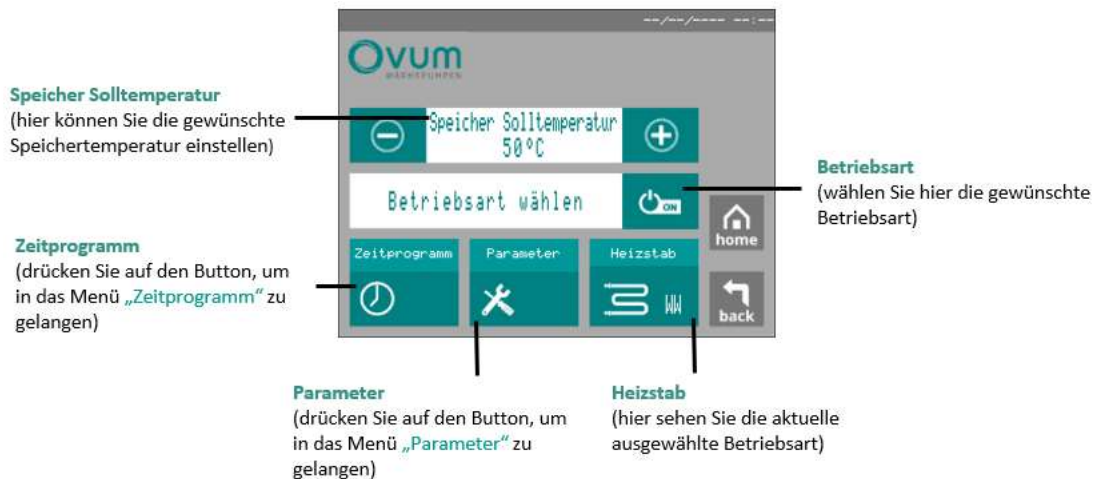 --/--/---- --:--
Ovum
WÄRMEPUMPEN
Speicher Solltemperatur
(hier können Sie die gewünschte
Speichertemperatur einstellen)
Speicher Solltemperatur
50°C
Betriebsart wählen
ON
Betriebsart
(wählen Sie hier die gewünschte
Betriebsart)
home
Zeitprogramm
(drücken Sie auf den Button, um
in das Menü „Zeitprogramm“ zu
gelangen)
Zeitprogramm
Parameter
Heizstab
WW
back
Parameter
(drücken Sie auf den Button, um
in das Menü „Parameter“ zu
gelangen)
Heizstab
(hier sehen Sie die aktuelle
ausgewählte Betriebsart)